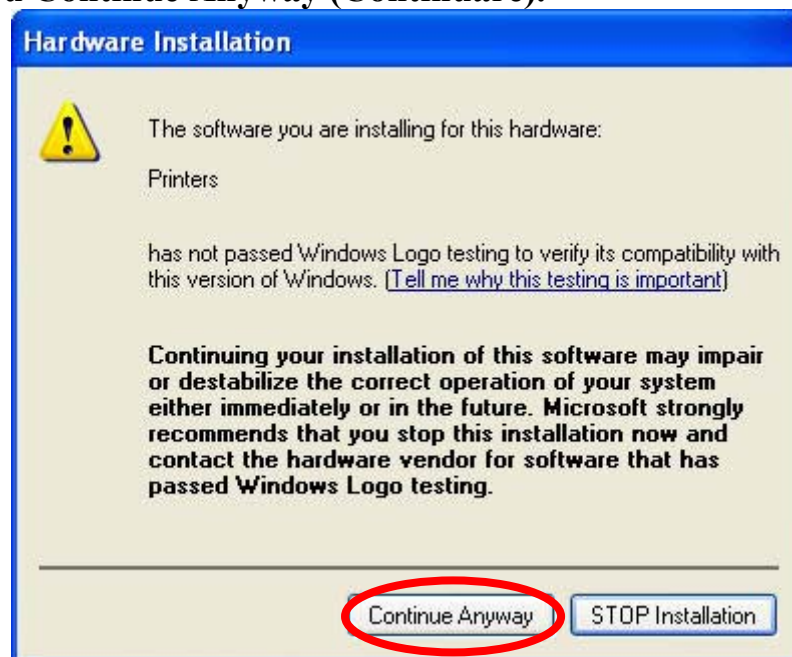 Continue Anyway (Continuare).
Hardware Installation
The software you are installing for this hardware:
Printers
has not passed Windows Logo testing to verify its compatibility with
this version of Windows. (Tell me why this testing is important)
Continuing your installation of this software may impair
or destabilize the correct operation of your system
either immediately or in the future. Microsoft strongly
recommends that you stop this installation now and
contact the hardware vendor for software that has
passed Windows Logo testing.
Continue Anyway STOP Installation